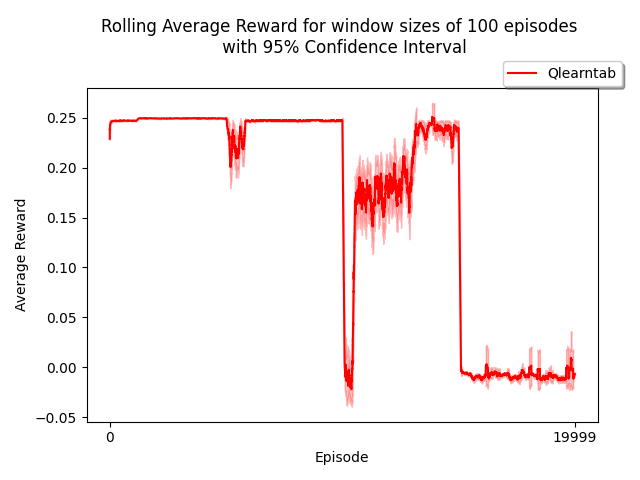 Rolling Average Reward for window sizes of 100 episodes
with 95% Confidence Interval
Qlearntab
0.25
0.20
0.15
0.10
0.05
0.00
−0.05
Average Reward
0
19999
Episode